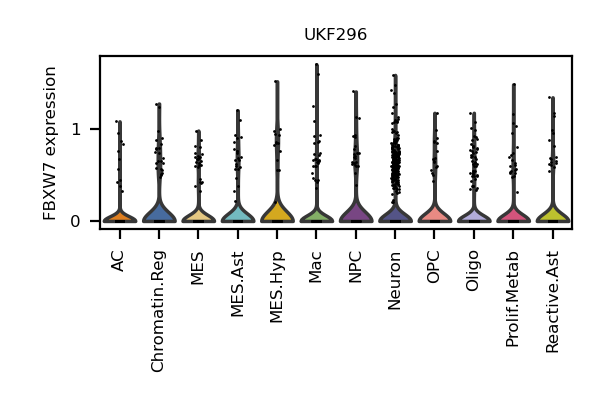 UKF296
FBXW7 expression
1
0
AC
Chromatin.Reg
MES
MES.Ast
MES.Hyp
Mac
NPC
Neuron
OPC
Oligo
Prolif.Metab
Reactive.Ast